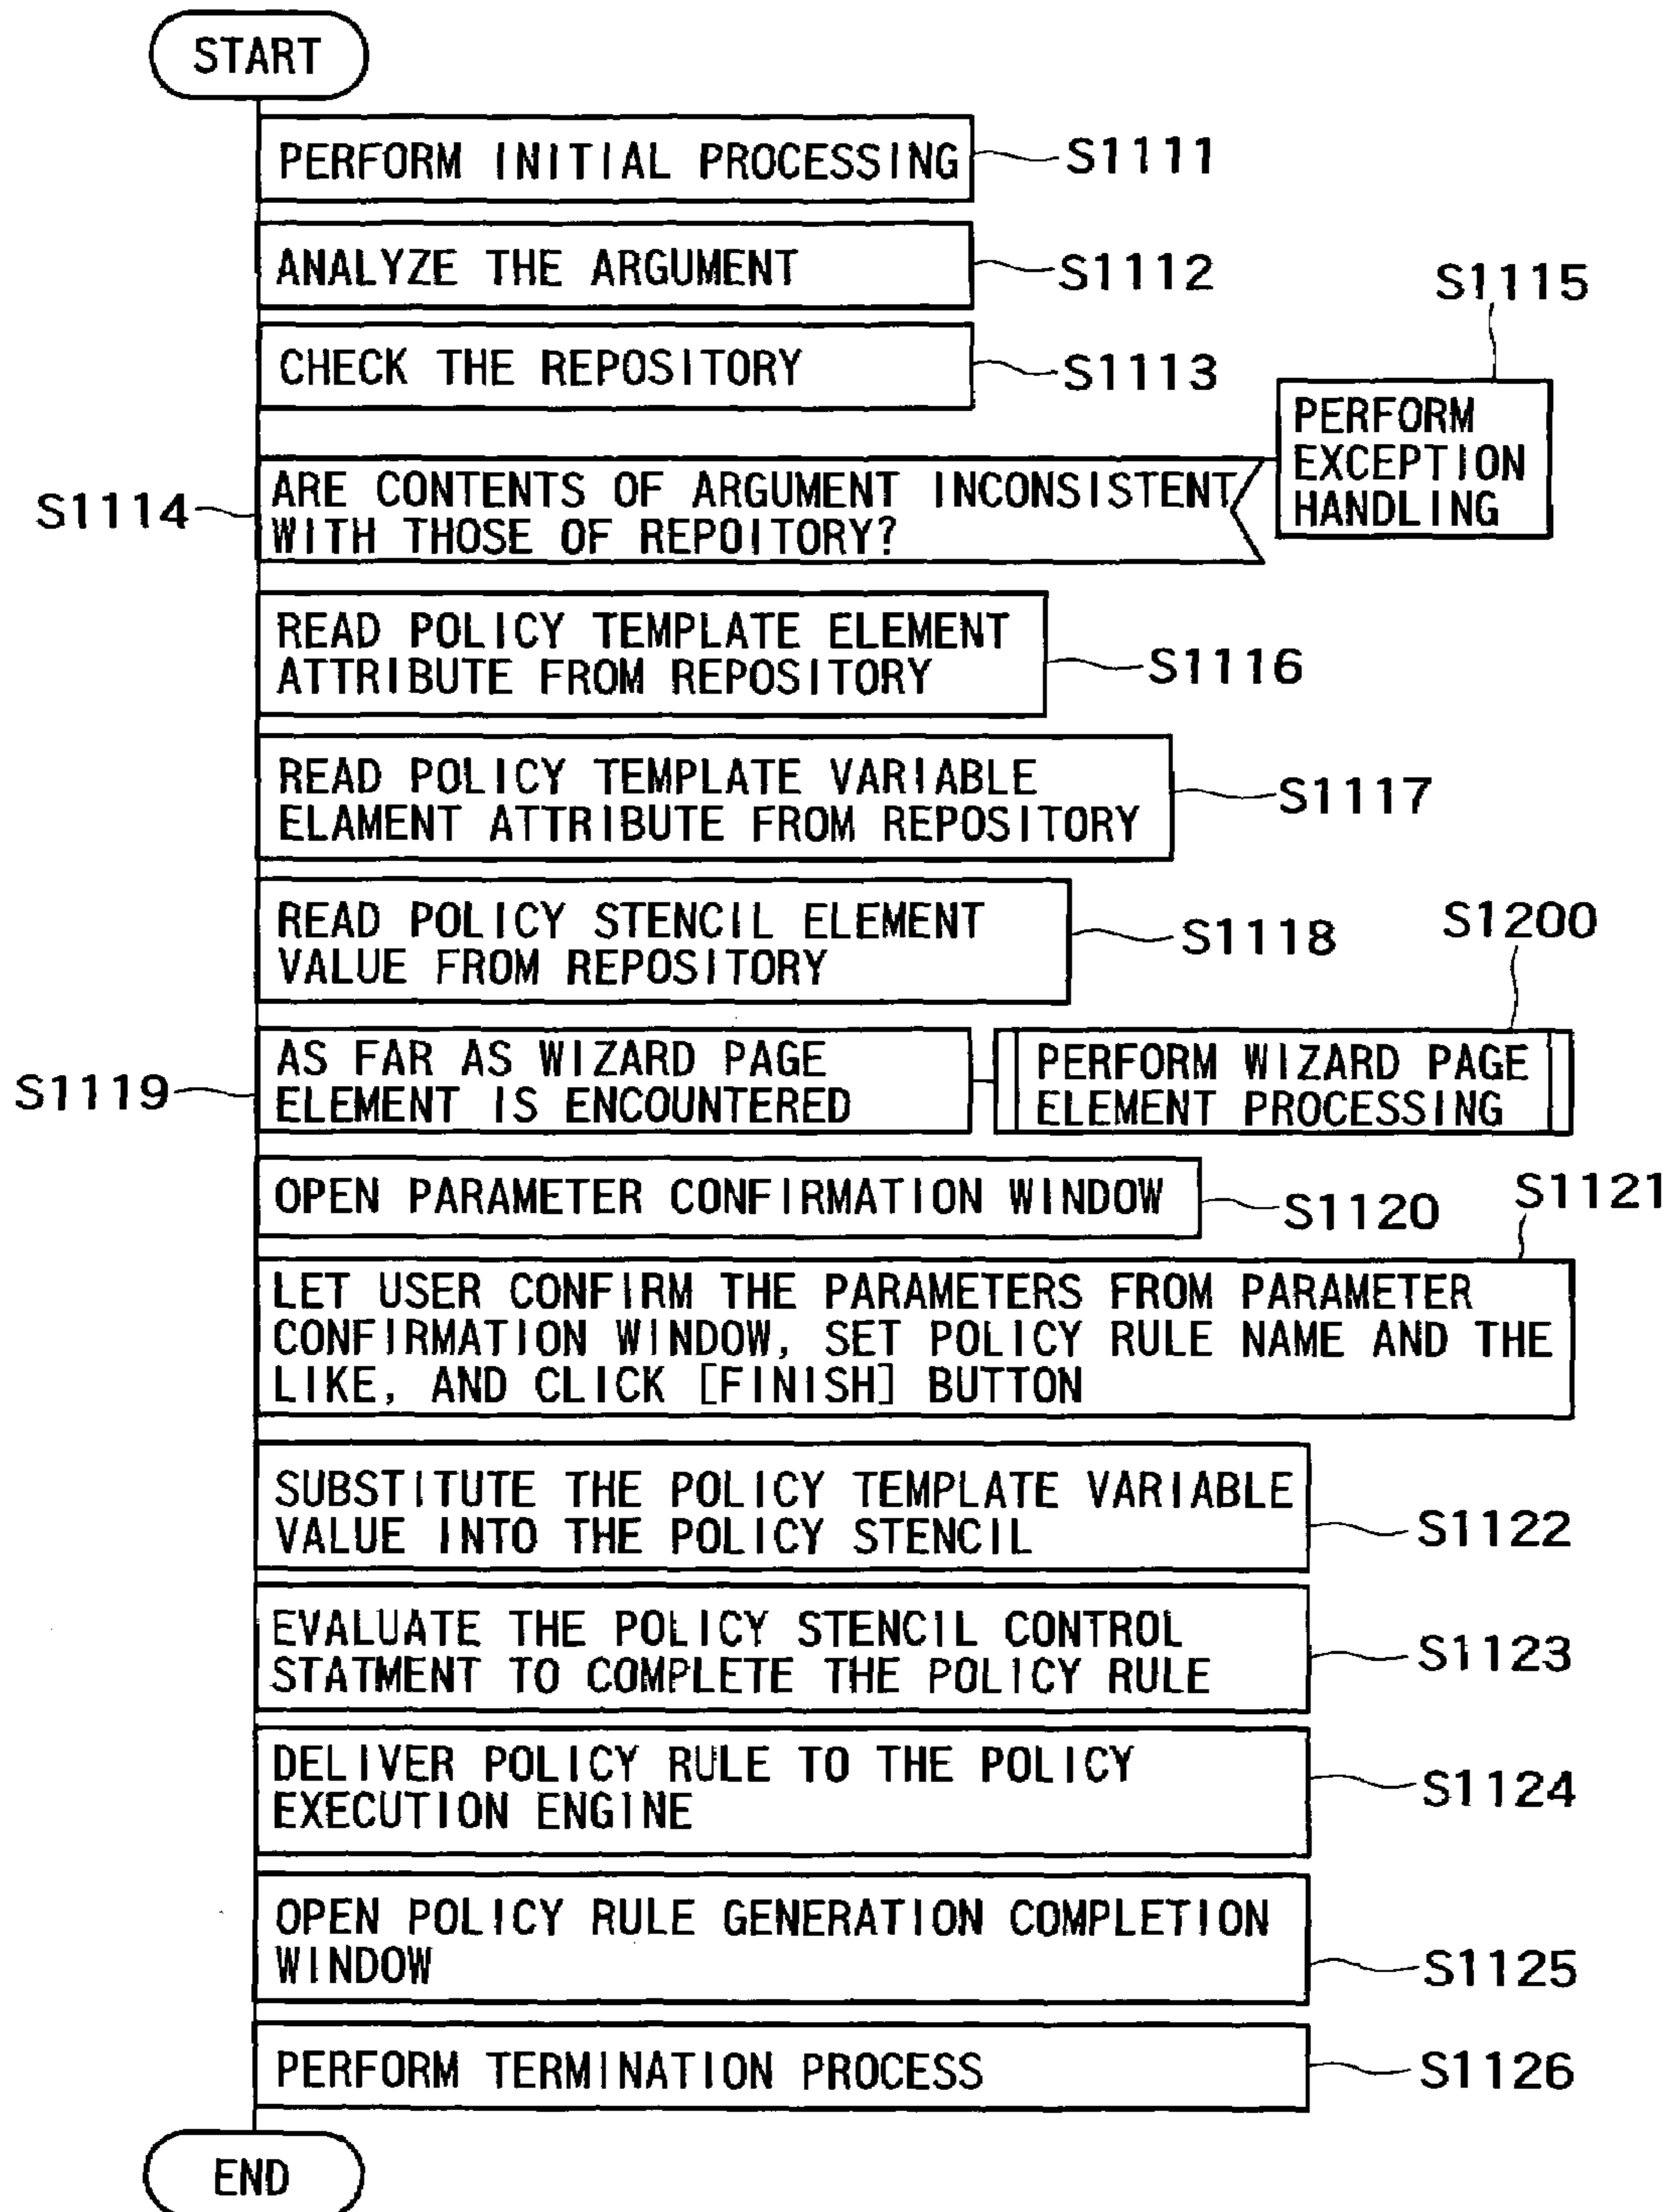 START
PERFORM INITIAL PROCESSING
S1111
ANALYZE THE ARGUMENT
S1112
CHECK THE REPOSITORY
S1113
S1114
ARE CONTENTS OF ARGUMENT INCONSISTENT
WITH THOSE OF REPOITORY?
S1115
PERFORM
EXCEPTION
HANDLING
READ POLICY TEMPLATE ELEMENT
ATTRIBUTE FROM REPOSITORY
S1116
READ POLICY TEMPLATE VARIABLE
ELAMENT ATTRIBUTE FROM REPOSITORY
S1117
READ POLICY STENCIL ELEMENT
VALUE FROM REPOSITORY
S1118
S1119
AS FAR AS WIZARD PAGE
ELEMENT IS ENCOUNTERED
S1200
PERFORM WIZARD PAGE
ELEMENT PROCESSING
OPEN PARAMETER CONFIRMATION WINDOW
S1120
S1121
LET USER CONFIRM THE PARAMETERS FROM PARAMETER
CONFIRMATION WINDOW, SET POLICY RULE NAME AND THE
LIKE, AND CLICK [FINISH] BUTTON
SUBSTITUTE THE POLICY TEMPLATE VARIABLE
VALUE INTO THE POLICY STENCIL
S1122
EVALUATE THE POLICY STENCIL CONTROL
STATMENT TO COMPLETE THE POLICY RULE
S1123
DELIVER POLICY RULE TO THE POLICY
EXECUTION ENGINE
S1124
OPEN POLICY RULE GENERATION COMPLETION
WINDOW
S1125
PERFORM TERMINATION PROCESS
S1126
END